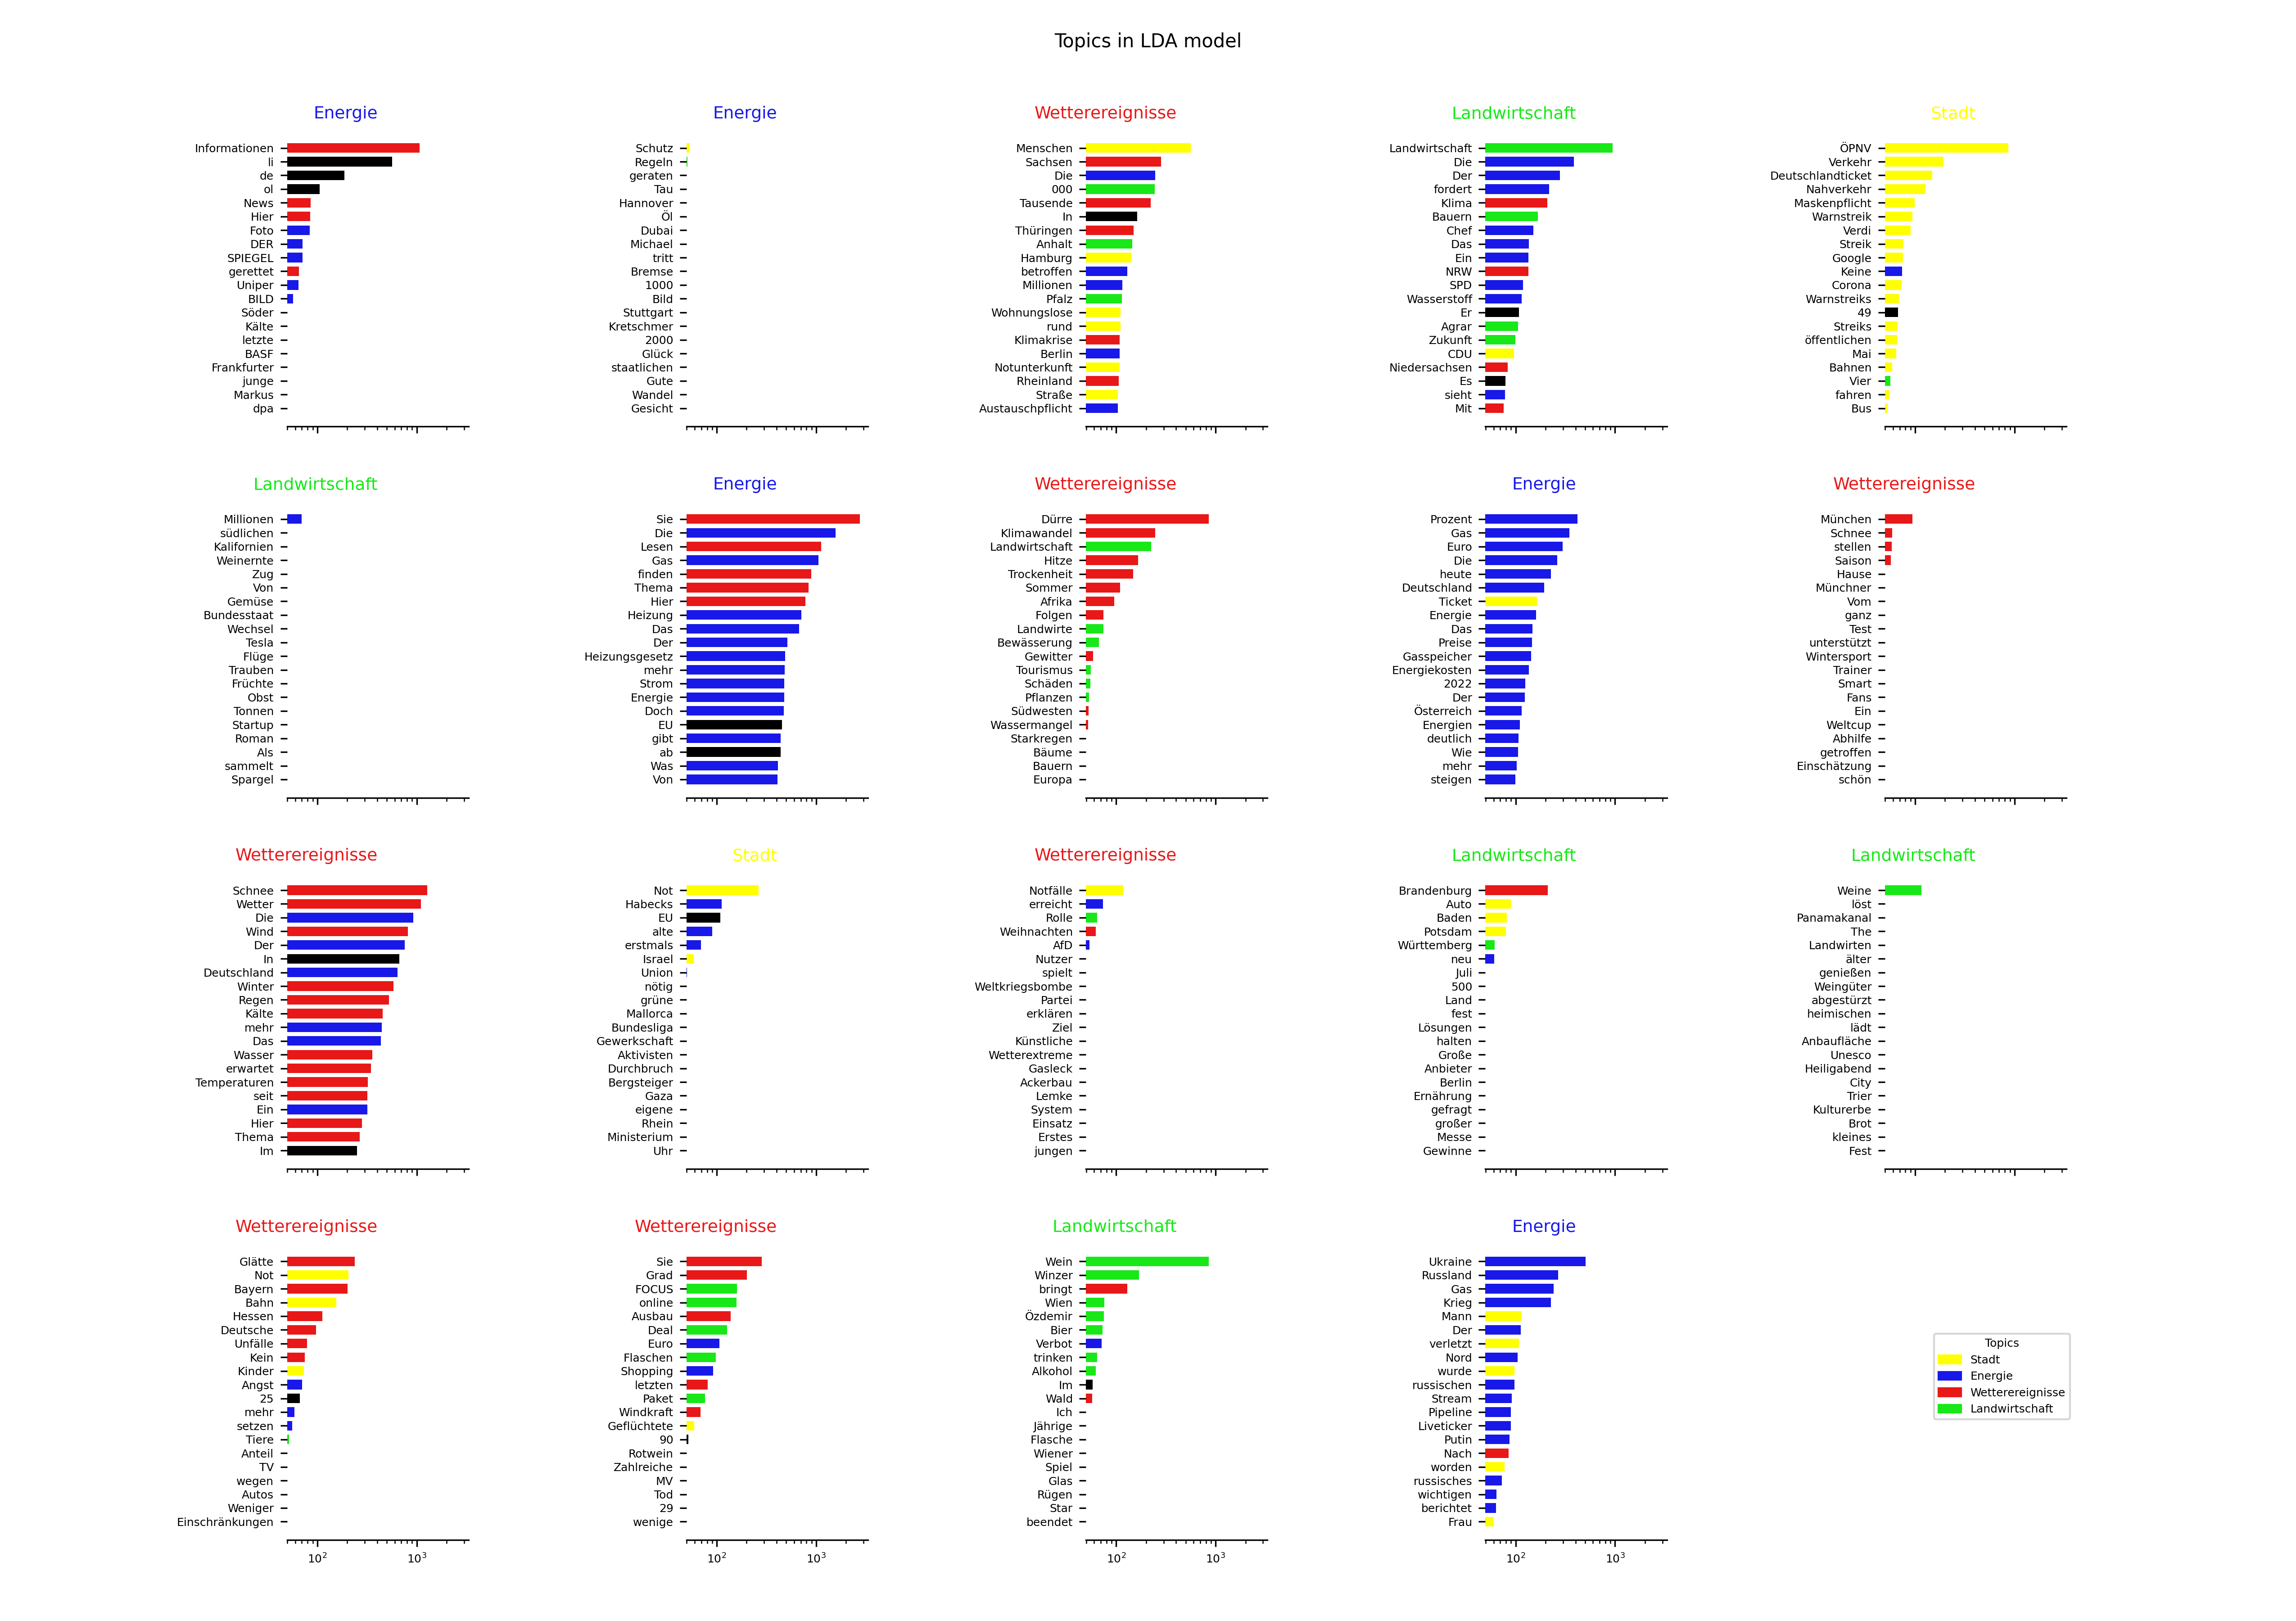 Topics in LDA model
Energie
Informationen
li
de
ol
News
Hier
Foto
DER
SPIEGEL
gerettet
Uniper
BILD
Söder
Kälte
letzte
BASF
Frankfurter
junge
Markus
dpa
Energie
Schutz
Regeln
geraten
Tau
Hannover
Öl
Dubai
Michael
tritt
Bremse
1000
Bild
Stuttgart
Kretschmer
2000
Glück
staatlichen
Gute
Wandel
Gesicht
Wetterereignisse
Menschen
Sachsen
Die
000
Tausende
In
Thüringen
Anhalt
Hamburg
betroffen
Millionen
Pfalz
Wohnungslose
rund
Klimakrise
Berlin
Notunterkunft
Rheinland
Straße
Austauschpflicht
Landwirtschaft
Landwirtschaft
Die
Der
fordert
Klima
Bauern
Chef
Das
Ein
NRW
SPD
Wasserstoff
Er
Agrar
Zukunft
CDU
Niedersachsen
Es
sieht
Mit
Stadt
ÖPNV
Verkehr
Deutschlandticket
Nahverkehr
Maskenpflicht
Warnstreik
Verdi
Streik
Google
Keine
Corona
Warnstreiks
49
Streiks
öffentlichen
Mai
Bahnen
Vier
fahren
Bus
Landwirtschaft
Millionen
südlichen
Kalifornien
Weinernte
Zug
Von
Gemüse
Bundesstaat
Wechsel
Tesla
Flüge
Trauben
Früchte
Obst
Tonnen
Startup
Roman
Als
sammelt
Spargel
Energie
Sie
Die
Lesen
Gas
finden
Thema
Hier
Heizung
Das
Der
Heizungsgesetz
mehr
Strom
Energie
Doch
EU
gibt
ab
Was
Von
Wetterereignisse
Dürre
Klimawandel
Landwirtschaft
Hitze
Trockenheit
Sommer
Afrika
Folgen
Landwirte
Bewässerung
Gewitter
Tourismus
Schäden
Pflanzen
Südwesten
Wassermangel
Starkregen
Bäume
Bauern
Europa
Energie
Prozent
Gas
Euro
Die
heute
Deutschland
Ticket
Energie
Das
Preise
Gasspeicher
Energiekosten
2022
Der
Österreich
Energien
deutlich
Wie
mehr
steigen
Wetterereignisse
München
Schnee
stellen
Saison
Hause
Münchner
Vom
ganz
Test
unterstützt
Wintersport
Trainer
Smart
Fans
Ein
Weltcup
Abhilfe
getroffen
Einschätzung
schön
Wetterereignisse
Schnee
Wetter
Die
Wind
Der
In
Deutschland
Winter
Regen
Kälte
mehr
Das
Wasser
erwartet
Temperaturen
seit
Ein
Hier
Thema
Im
Stadt
Not
Habecks
EU
alte
erstmals
Israel
Union
nötig
grüne
Mallorca
Bundesliga
Gewerkschaft
Aktivisten
Durchbruch
Bergsteiger
Gaza
eigene
Rhein
Ministerium
Uhr
Wetterereignisse
Notfälle
erreicht
Rolle
Weihnachten
AfD
Nutzer
spielt
Weltkriegsbombe
Partei
erklären
Ziel
Künstliche
Wetterextreme
Gasleck
Ackerbau
Lemke
System
Einsatz
Erstes
jungen
Landwirtschaft
Brandenburg
Auto
Baden
Potsdam
Württemberg
neu
Juli
500
Land
fest
Lösungen
halten
Große
Anbieter
Berlin
Ernährung
gefragt
großer
Messe
Gewinne
Landwirtschaft
Weine
löst
Panamakanal
The
Landwirten
älter
genießen
Weingüter
abgestürzt
heimischen
lädt
Anbaufläche
Unesco
Heiligabend
City
Trier
Kulturerbe
Brot
kleines
Fest
Wetterereignisse
Glätte
Not
Bayern
Bahn
Hessen
Deutsche
Unfälle
Kein
Kinder
Angst
25
mehr
setzen
Tiere
Anteil
TV
wegen
Autos
Weniger
Einschränkungen
10² 10³
Wetterereignisse
Sie
Grad
FOCUS
online
Ausbau
Deal
Euro
Flaschen
Shopping
letzten
Paket
Windkraft
Geflüchtete
90
Rotwein
Zahlreiche
MV
Tod
29
wenige
10² 10³
Landwirtschaft
Wein
Winzer
bringt
Wien
Özdemir
Bier
Verbot
trinken
Alkohol
Im
Wald
Ich
Jährige
Flasche
Wiener
Spiel
Glas
Rügen
Star
beendet
10² 10³
Energie
Ukraine
Russland
Gas
Krieg
Mann
Der
verletzt
Nord
wurde
russischen
Stream
Pipeline
Liveticker
Putin
Nach
worden
russisches
wichtigen
berichtet
Frau
10² 10³
Topics
Stadt
Energie
Wetterereignisse
Landwirtschaft